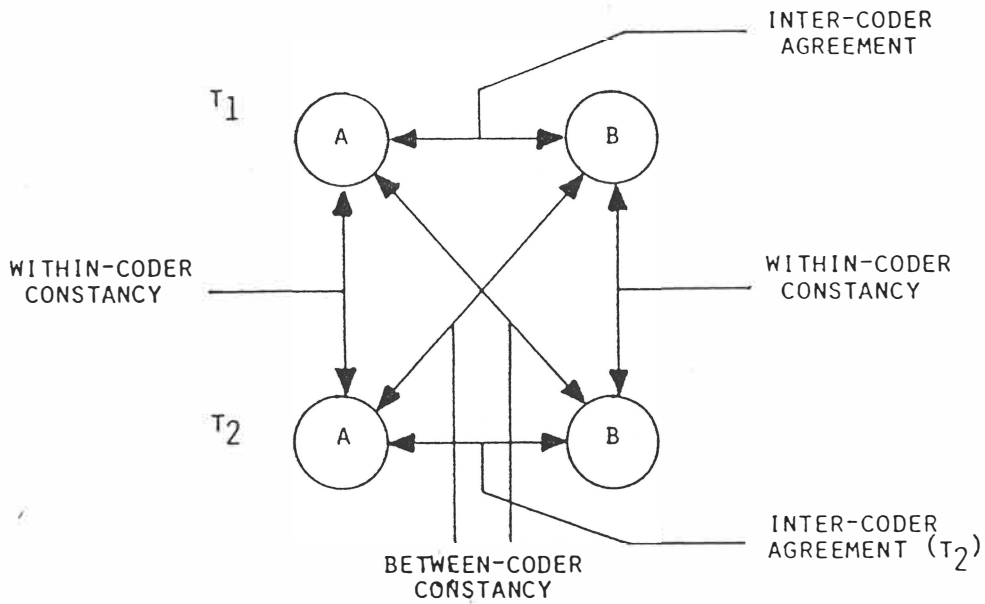 INTER-CODER
AGREEMENT
T1
A
B
WITHIN-CODER
CONSTANCY
WITHIN-CODER
CONSTANCY
T2
A
B
INTER-CODER
AGREEMENT (T2)
BETWEEN-CODER
CONSTANCY